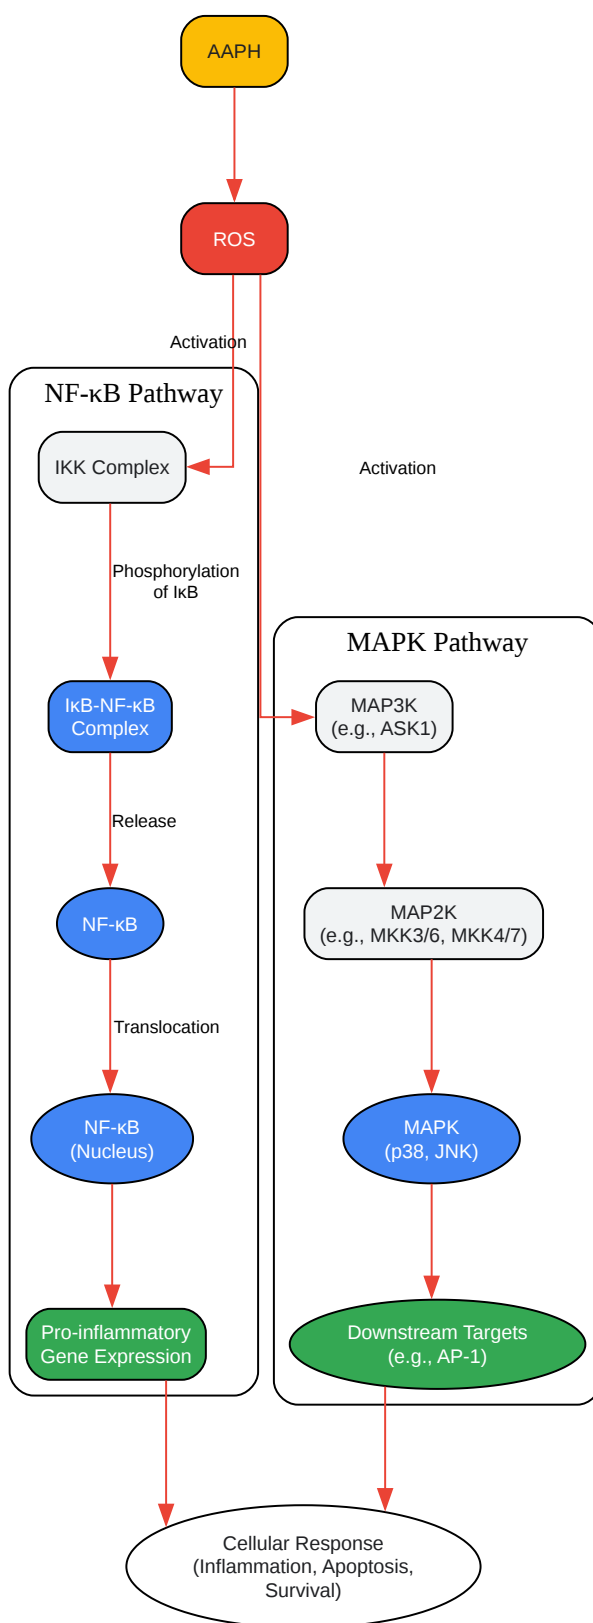 AAPH
ROS
Activation
NF-κB Pathway
IKK Complex
Activation
Phosphorylation
of IκB
MAPK Pathway
IκB-NF-κB
Complex
MAP3K
(e.g., ASK1)
Release
NF-κB
MAP2K
(e.g., MKK3/6, MKK4/7)
Translocation
NF-κB
(Nucleus)
MAPK
(p38, JNK)
Pro-inflammatory
Gene Expression
Downstream Targets
(e.g., AP-1)
Cellular Response
(Inflammation, Apoptosis,
Survival)